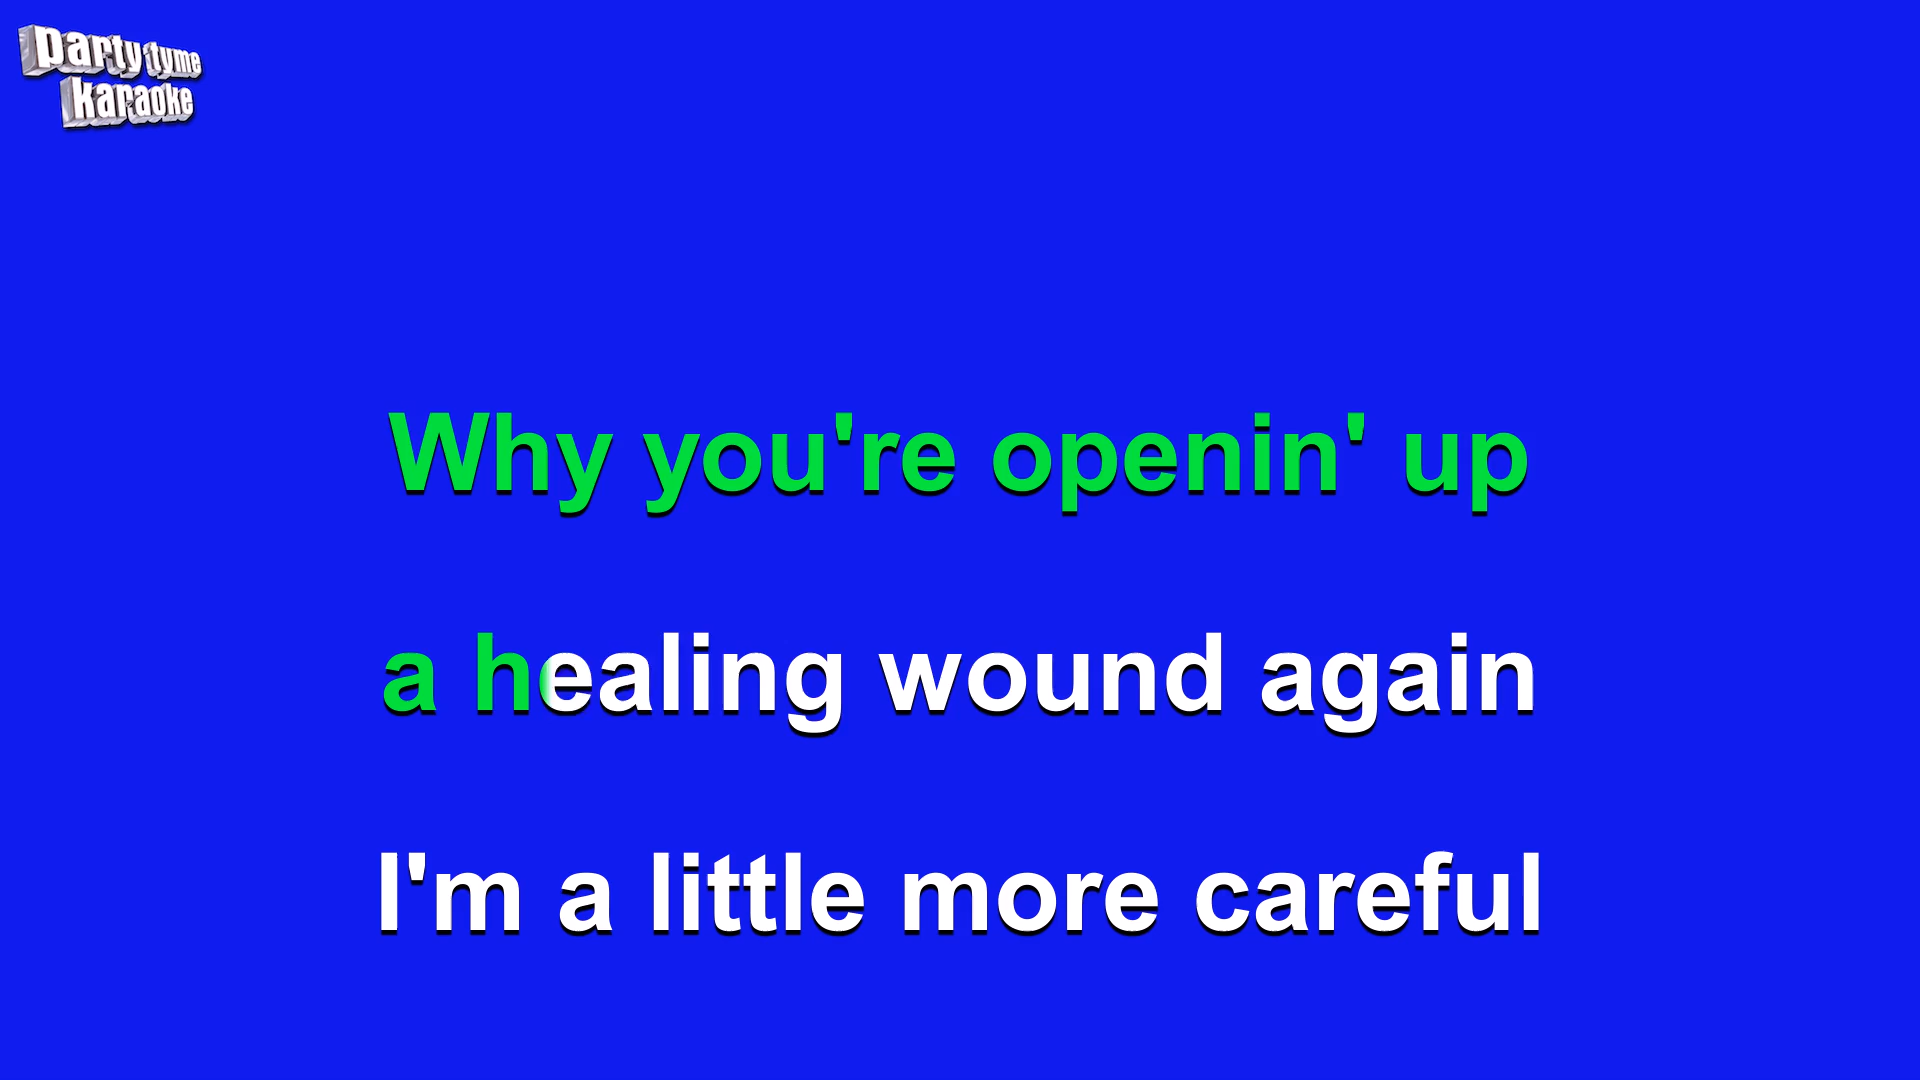 party tyme
karaoke
Why you're openin' up
a healing wound again
I'm a little more careful